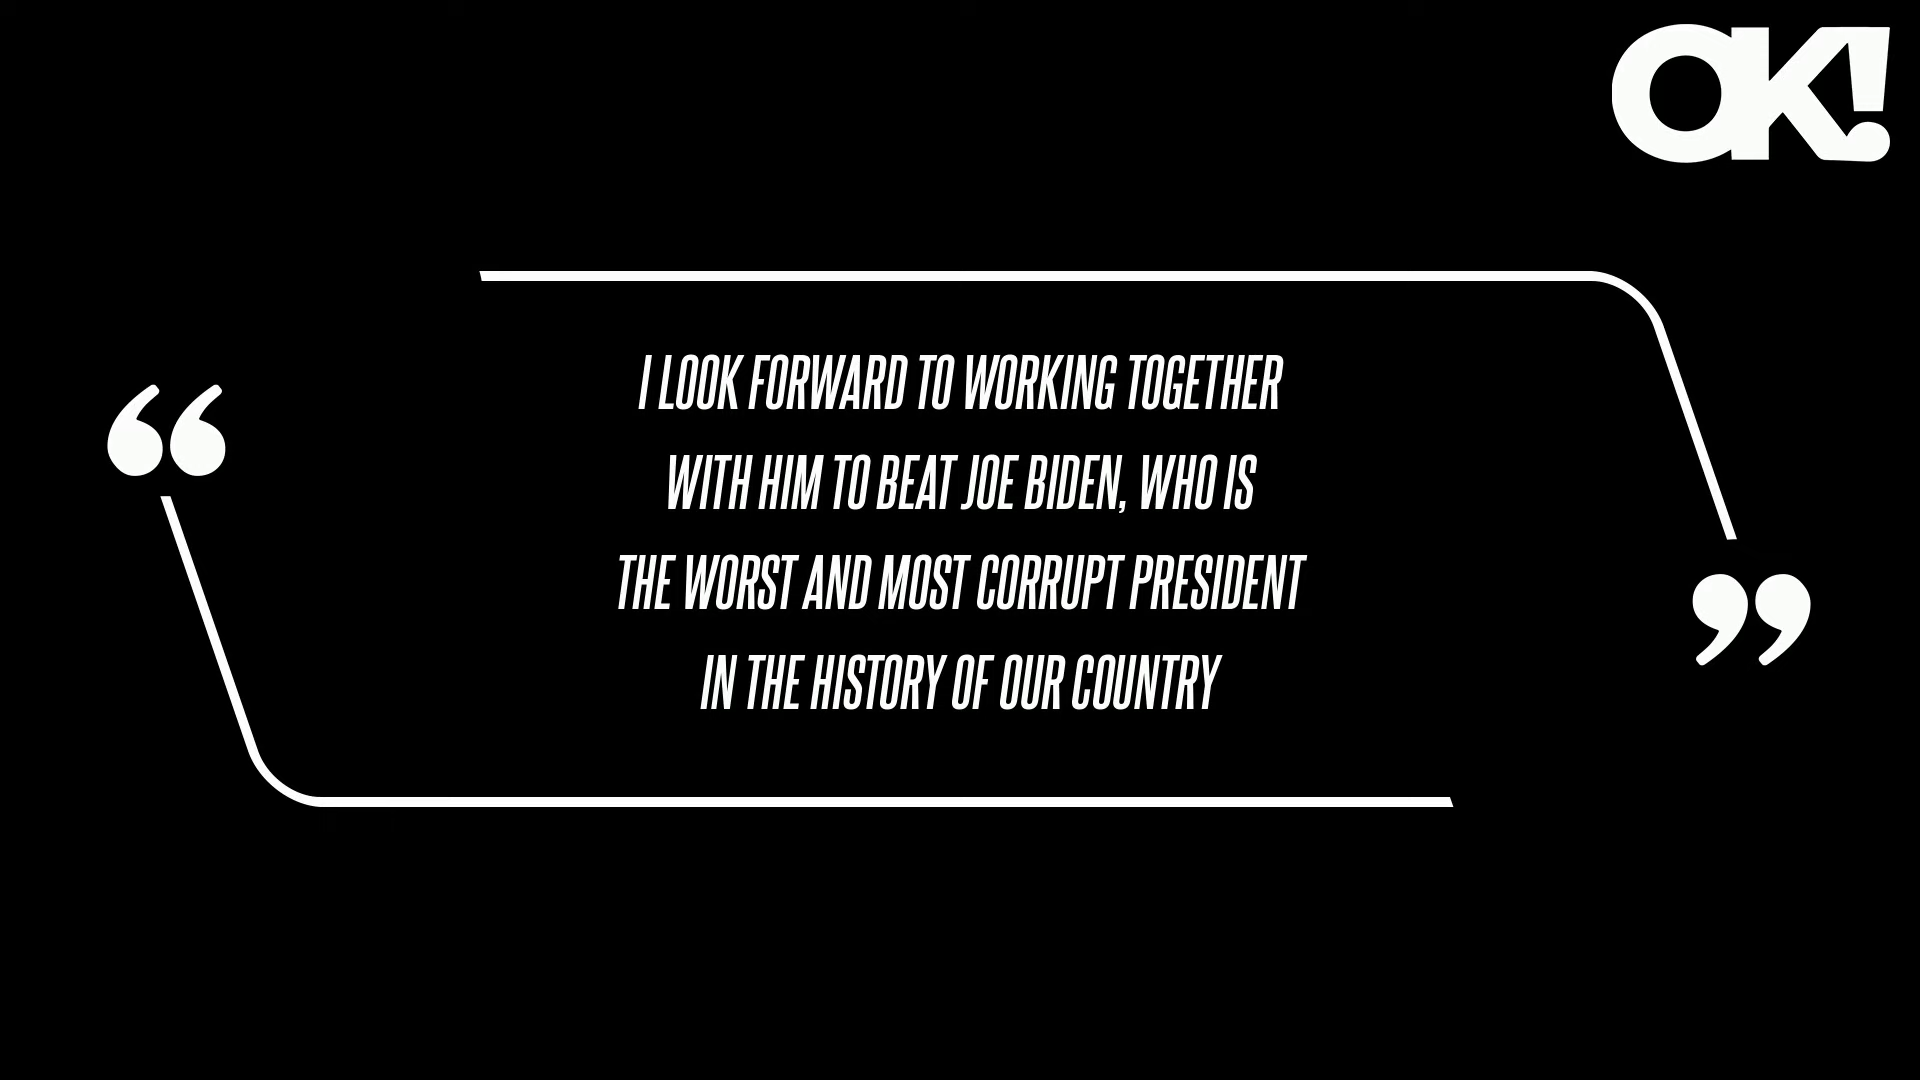 OK!
I LOOK FORWARD TO WORKING TOGETHER
WITH HIM TO BEAT JOE BIDEN, WHO IS
THE WORST AND MOST CORRUPT PRESIDENT
IN THE HISTORY OF OUR COUNTRY